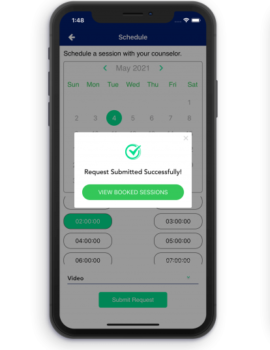 1:48
Schedule
Schedule a session with your counselor.
< May 2021 >
Sun Mon Tue Wed Thu Fri Sat
1
2 3 4 5 6 7 8
×
Request Submitted Successfully!
VIEW BOOKED SESSIONS
02:00:00 03:00:00
04:00:00 05:00:00
06:00:00 07:00:00
Video
Submit Request